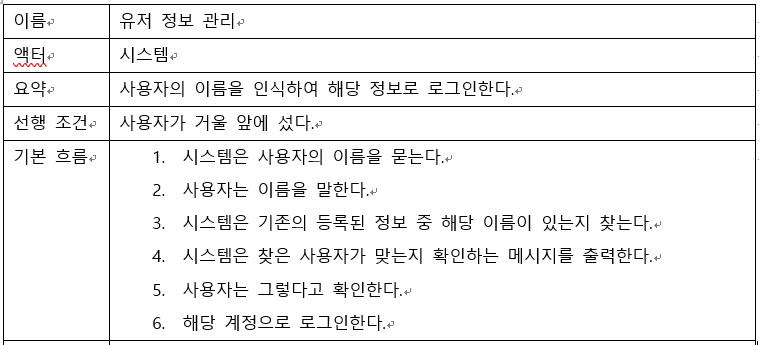 이름 유저 정보 관리
액터 시스템
요약 사용자의 이름을 인식하여 해당 정보로 로그인한다.
선행 조건 사용자가 거울 앞에 섰다.
기본 흐름 1. 시스템은 사용자의 이름을 묻는다.
2. 사용자는 이름을 말한다.
3. 시스템은 기존의 등록된 정보 중 해당 이름이 있는지 찾는다.
4. 시스템은 찾은 사용자가 맞는지 확인하는 메시지를 출력한다.
5. 사용자는 그렇다고 확인한다.
6. 해당 계정으로 로그인한다.